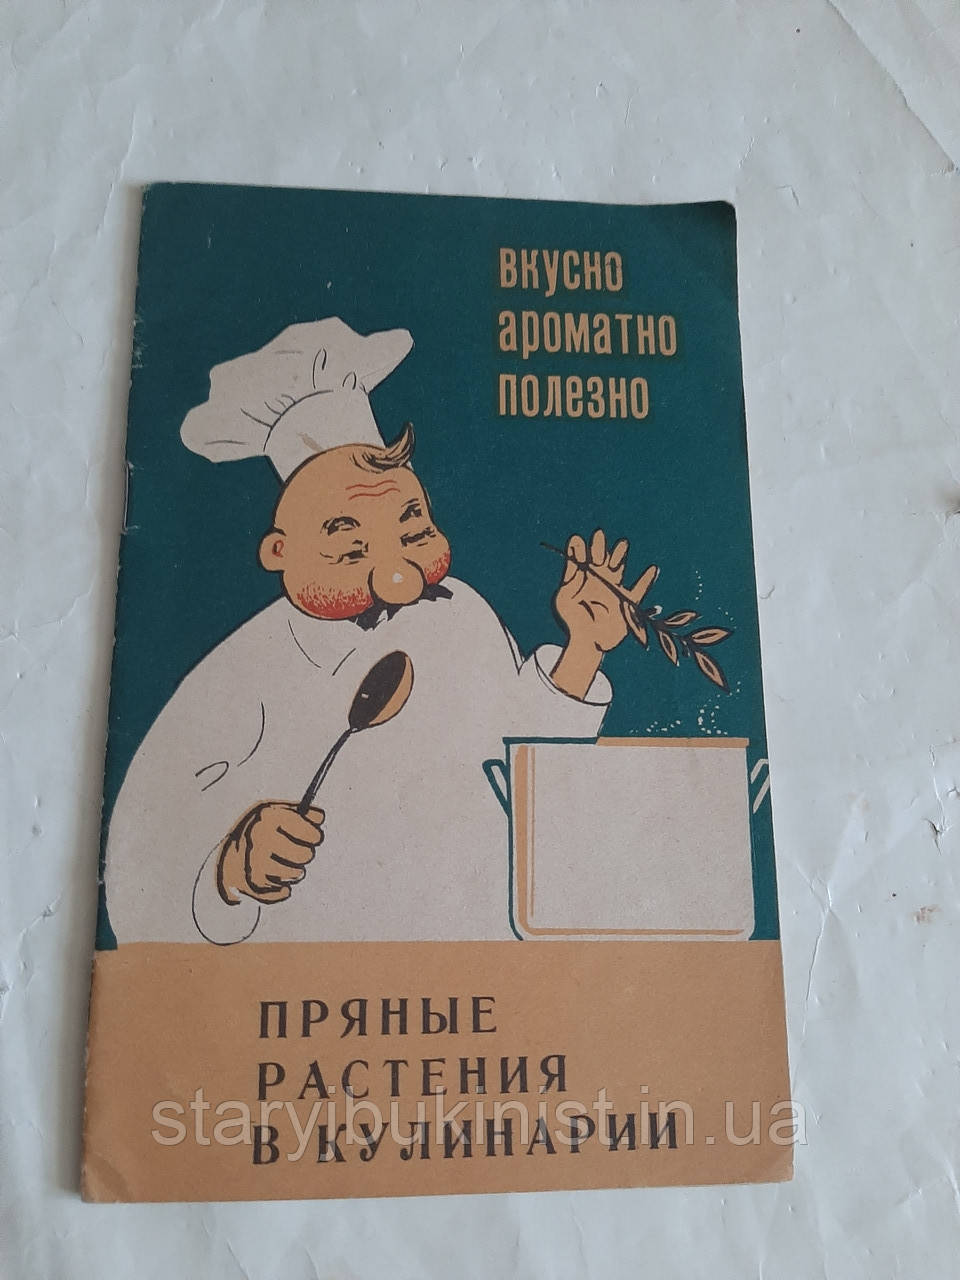 вкусно
ароматно
полезно
ПРЯНЫЕ
РАСТЕНИЯ
В КУЛИНАРИИ
staryibukinist.in.ua